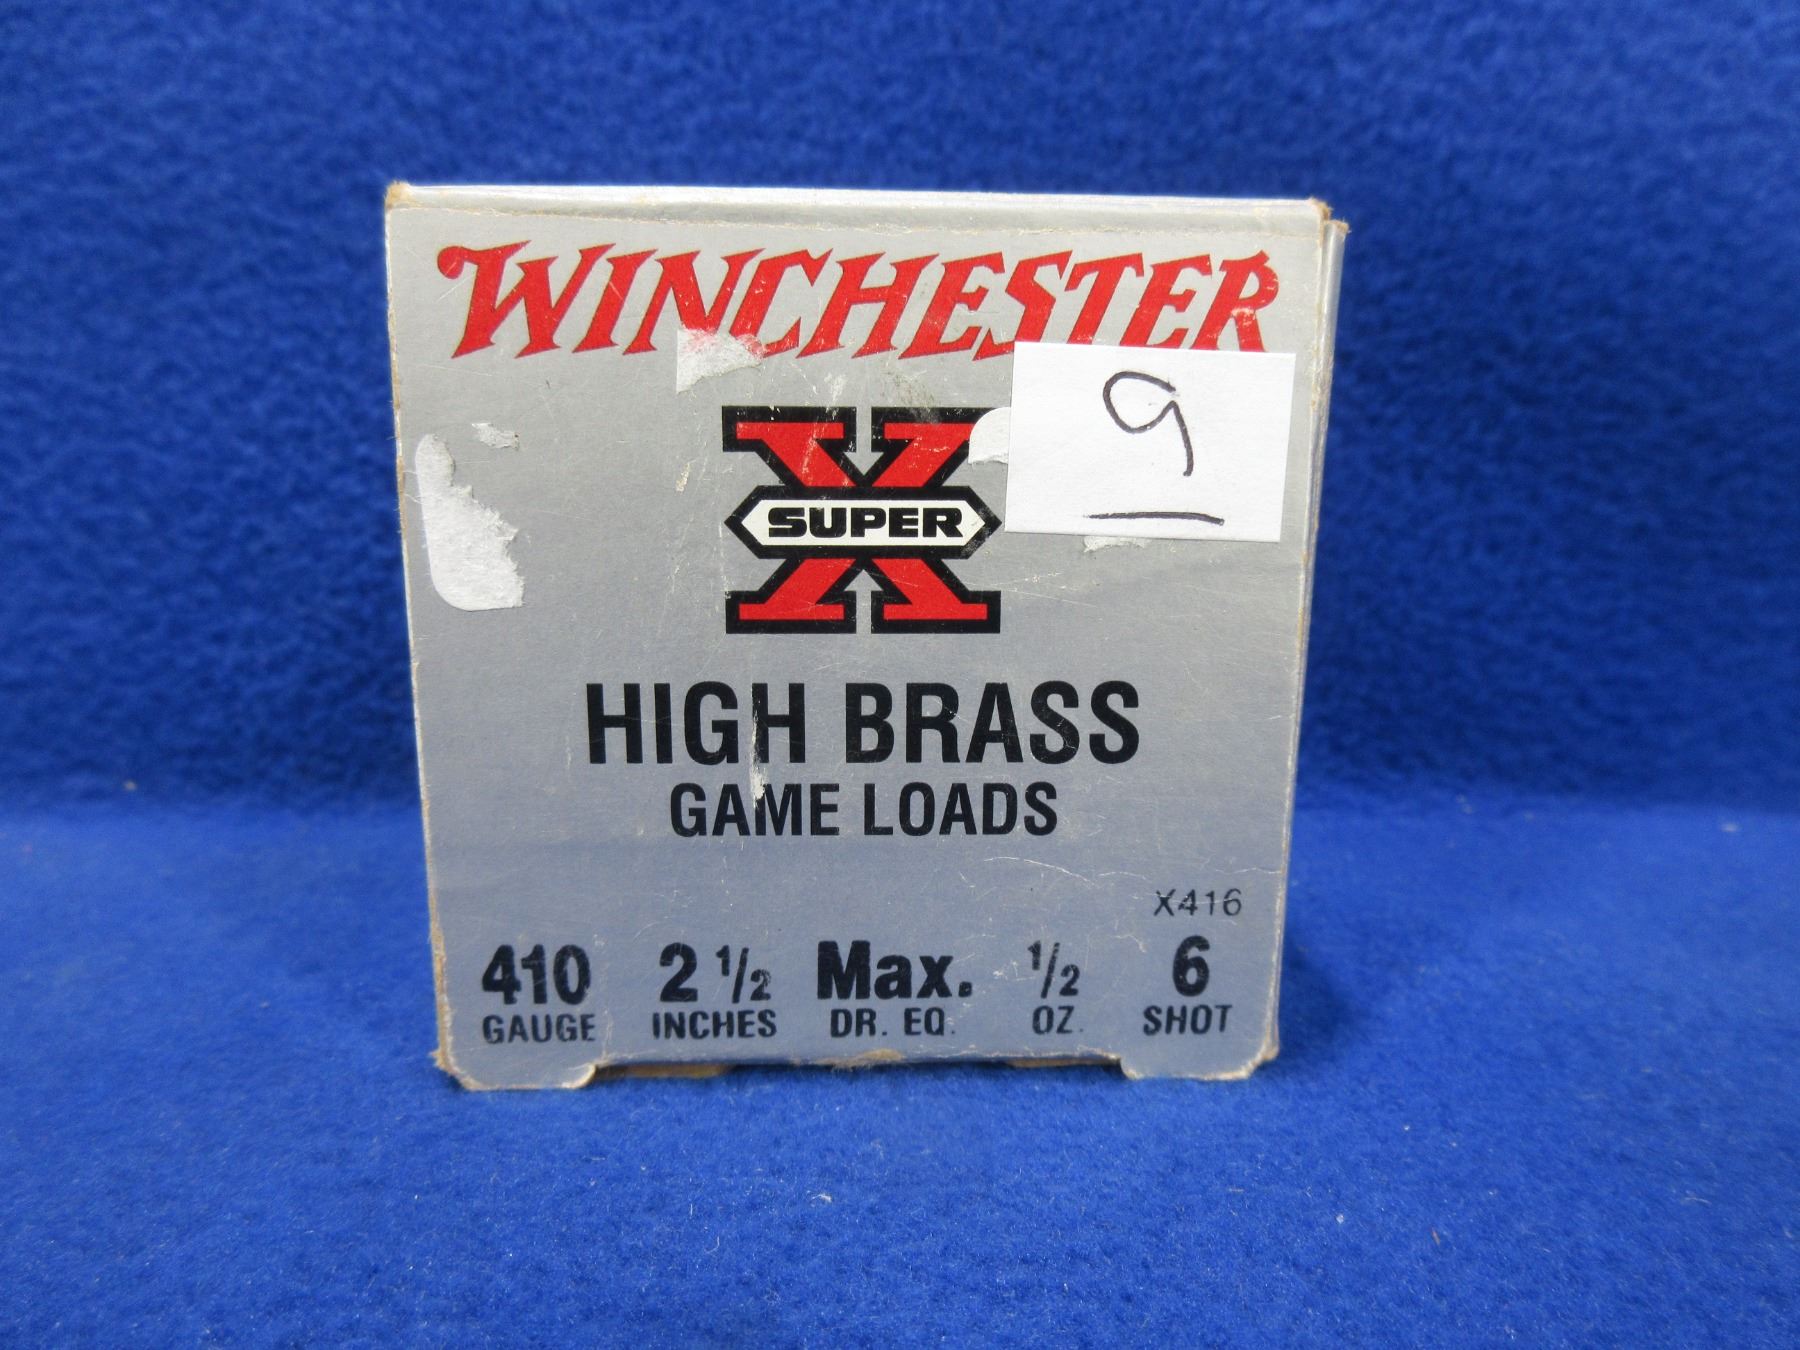 WINCHESTER
9
SUPER X
HIGH BRASS
GAME LOADS
X416
410 2 1/2 Max. 1/2 6
GAUGE INCHES DR. EQ. OZ. SHOT